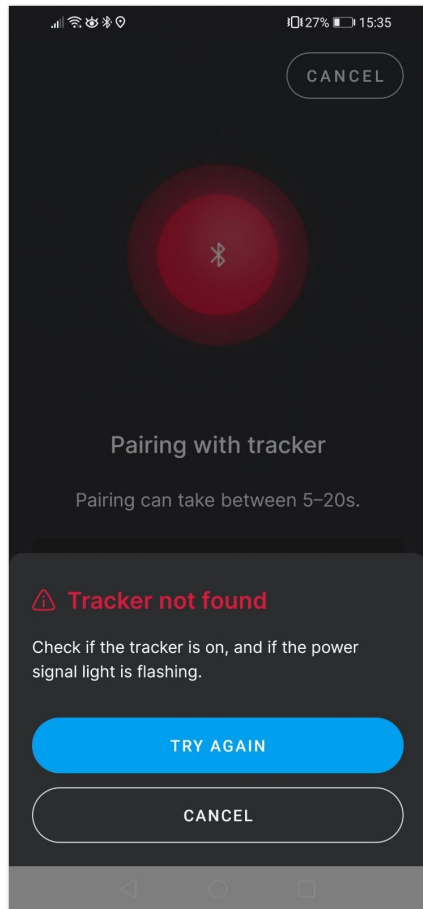 27% 15:35
CANCEL
Pairing with tracker
Pairing can take between 5–20s.
Tracker not found
Check if the tracker is on, and if the power
signal light is flashing.
TRY AGAIN
CANCEL